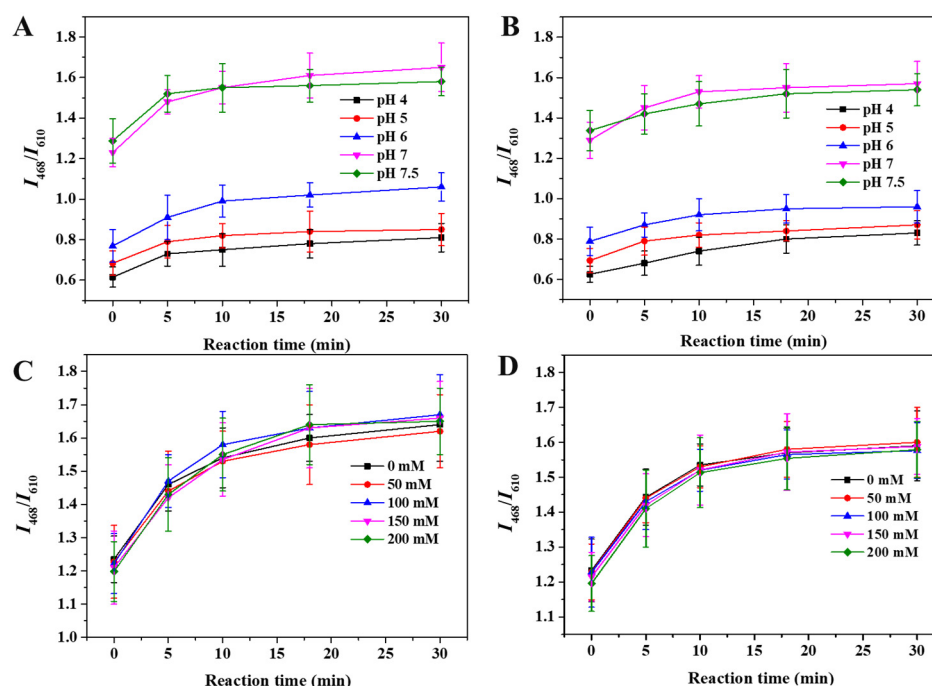 A
I468/I610
1.8
1.6
1.4
1.2
1.0
0.8
0.6
pH 4
pH 5
pH 6
pH 7
pH 7.5
0
5
10
15
20
25
30
Reaction time (min)
B
I468/I610
1.8
1.6
1.4
1.2
1.0
0.8
0.6
pH 4
pH 5
pH 6
pH 7
pH 7.5
0
5
10
15
20
25
30
Reaction time (min)
C
I468/I610
1.8
1.7
1.6
1.5
1.4
1.3
1.2
1.1
1.0
0 mM
50 mM
100 mM
150 mM
200 mM
0
5
10
15
20
25
30
Reaction time (min)
D
I468/I610
1.8
1.7
1.6
1.5
1.4
1.3
1.2
1.1
0 mM
50 mM
100 mM
150 mM
200 mM
0
5
10
15
20
25
30
Reaction time (min)